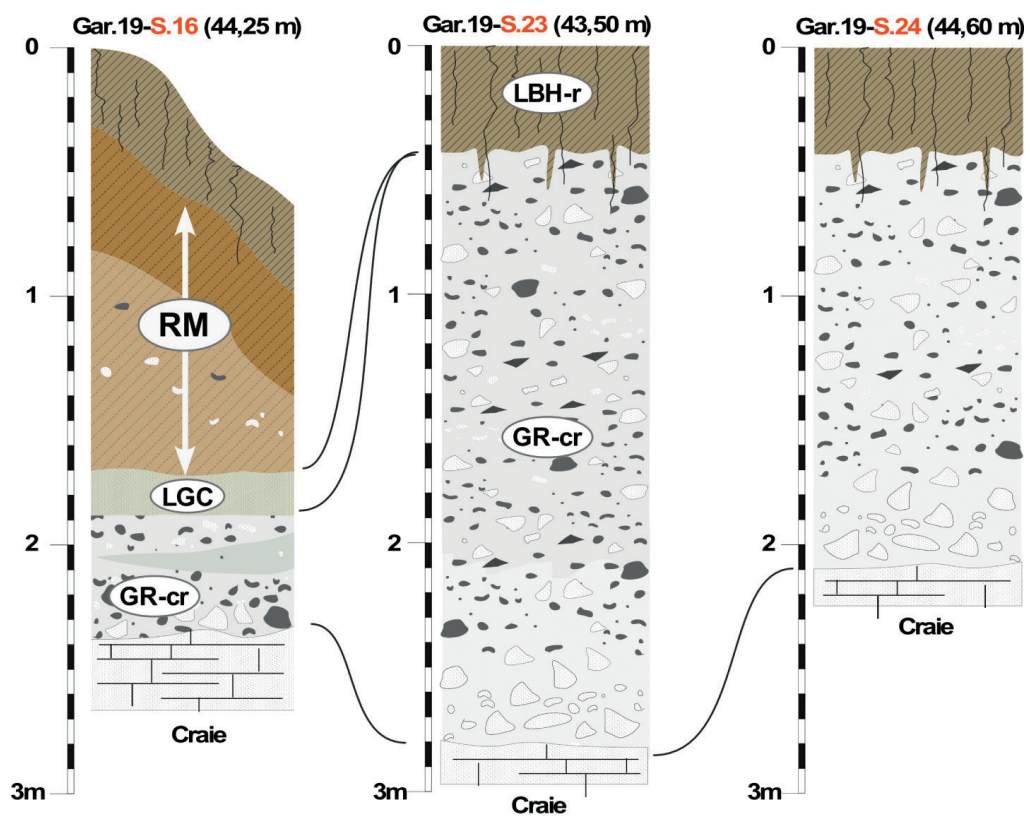 Gar.19-S.16 (44,25 m)
0
1
2
3m
RM
LGC
GR-cr
Craie
Gar.19-S.23 (43,50 m)
0
1
2
3m
LBH-r
GR-cr
Craie
Gar.19-S.24 (44,60 m)
0
1
2
3m
Craie